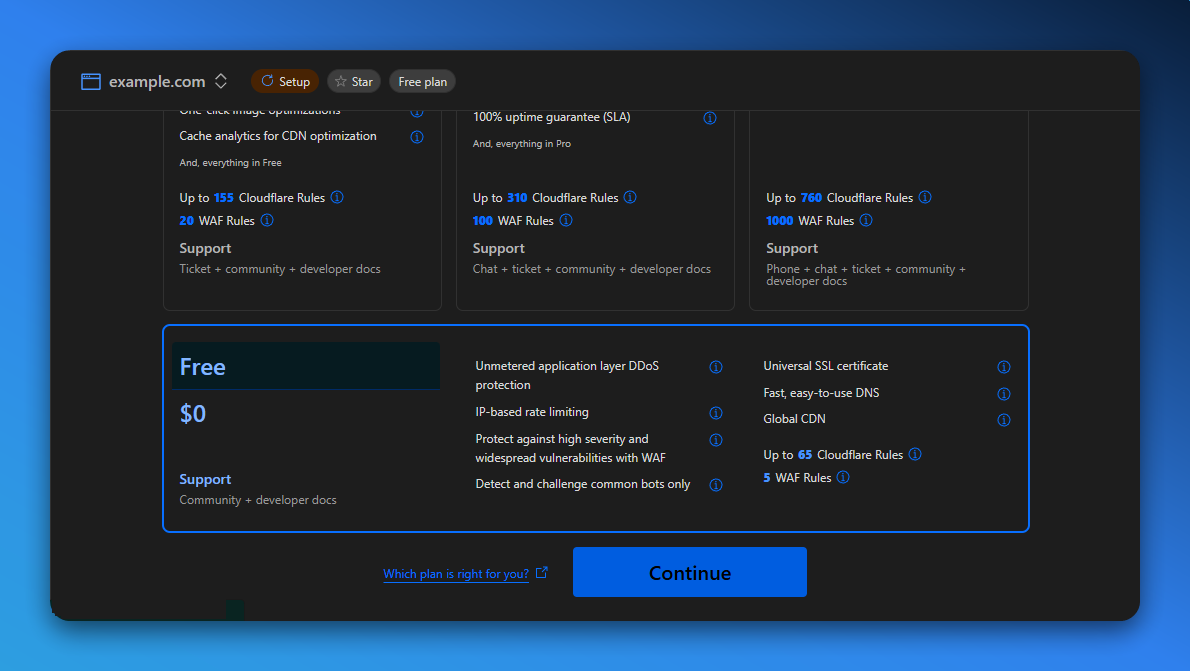 example.com
Setup
Star
Free plan
One-click image optimizations
Cache analytics for CDN optimization
And, everything in Free
Up to 155 Cloudflare Rules
20 WAF Rules
Support
Ticket + community + developer docs
100% uptime guarantee (SLA)
And, everything in Pro
Up to 310 Cloudflare Rules
100 WAF Rules
Support
Chat + ticket + community + developer docs
Up to 760 Cloudflare Rules
1000 WAF Rules
Support
Phone + chat + ticket + community +
developer docs
Free
$0
Support
Community + developer docs
Unmetered application layer DDoS
protection
IP-based rate limiting
Protect against high severity and
widespread vulnerabilities with WAF
Detect and challenge common bots only
Universal SSL certificate
Fast, easy-to-use DNS
Global CDN
Up to 65 Cloudflare Rules
5 WAF Rules
Which plan is right for you?
Continue